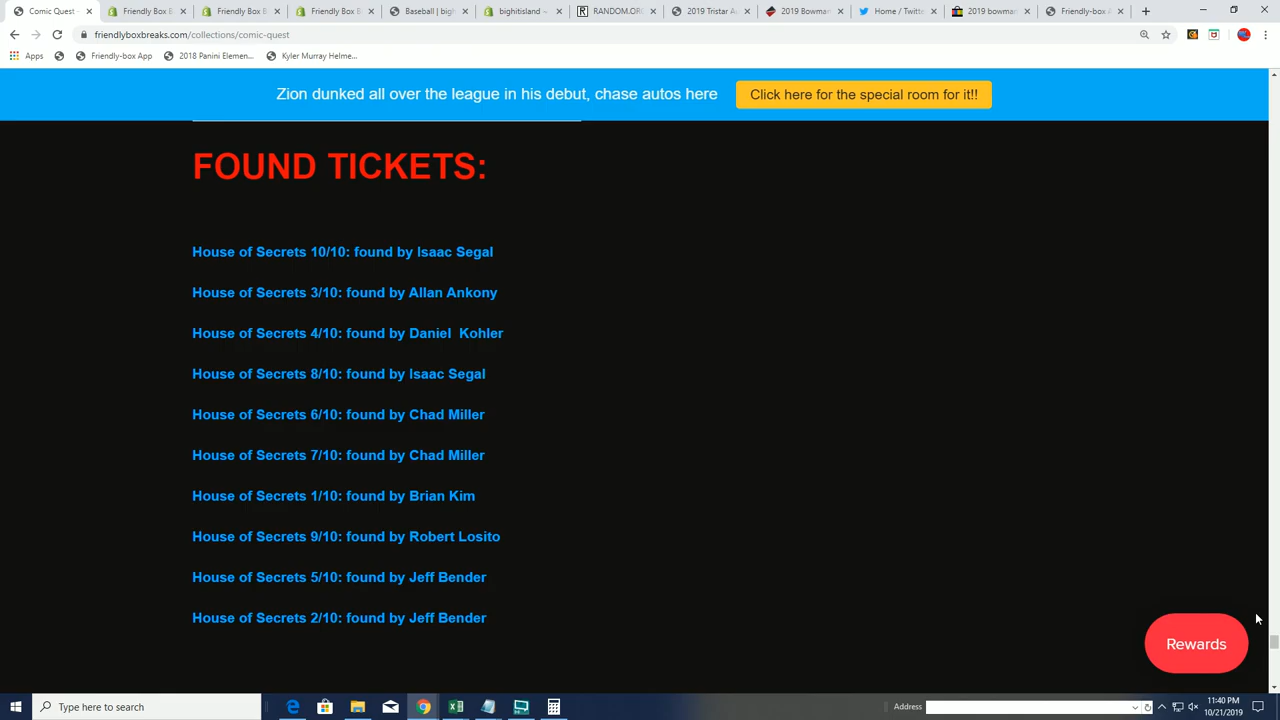 Comic Quest
Friendly Box B
Friendly Box B
Friendly Box B
Baseball | bigh
bighitisland ~
RANDOM.OR
2019 Tristar A
2019 Bowman
Home / Twitte
2019 bowman
Friendly-box A
friendlyboxbreaks.com/collections/comic-quest
Apps
Friendly-box App
2018 Panini Elemen...
Kyler Murray Helme...
Zion dunked all over the league in his debut, chase autos here
Click here for the special room for it!!
FOUND TICKETS:
House of Secrets 10/10: found by Isaac Segal
House of Secrets 3/10: found by Allan Ankony
House of Secrets 4/10: found by Daniel  Kohler
House of Secrets 8/10: found by Isaac Segal
House of Secrets 6/10: found by Chad Miller
House of Secrets 7/10: found by Chad Miller
House of Secrets 1/10: found by Brian Kim
House of Secrets 9/10: found by Robert Losito
House of Secrets 5/10: found by Jeff Bender
House of Secrets 2/10: found by Jeff Bender
Rewards
Type here to search
Address
11:40 PM
10/21/2019